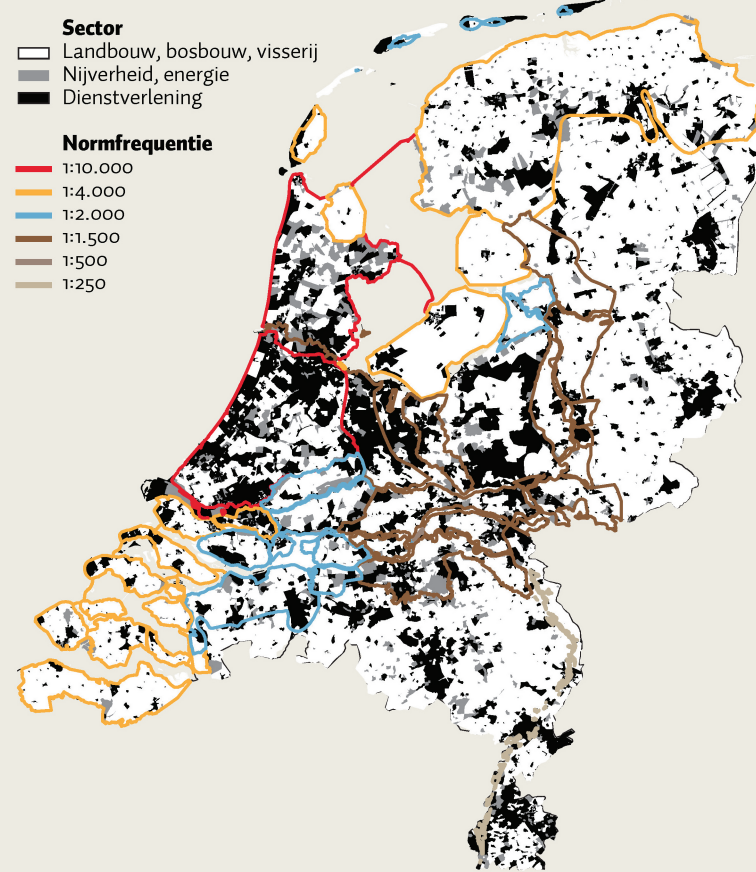 Sector
Landbouw, bosbouw, visserij
Nijverheid, energie
Dienstverlening
Normfrequentie
1:10.000
1:4.000
1:2.000
1:1.500
1:500
1:250